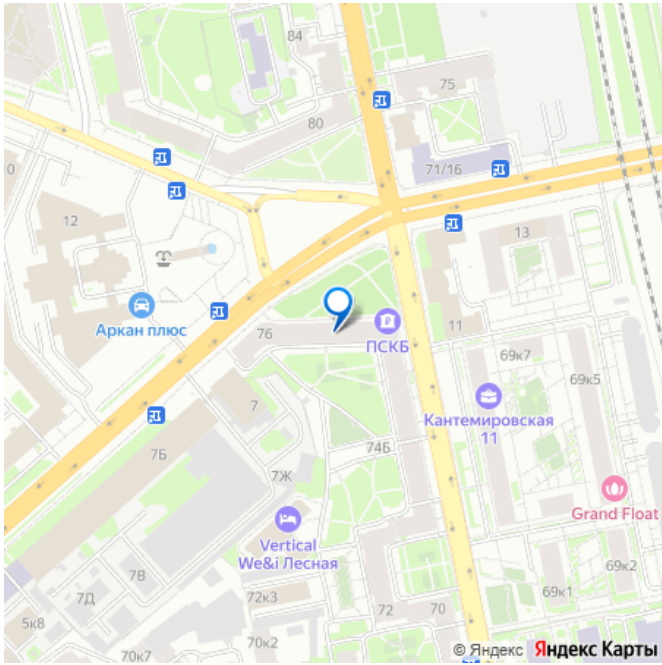 84
75
80
71/16
0
12
13
Аркан плюс
76
ПСКБ
11
69к7
69к5
7
Кантемировская
11
74Б
7Б
7Ж
Grand Float
Vertical
We&i Лесная
7В
7Д
72к3
69к2
69к1
72
70
5к8
70к2
70к7
© Яндекс Яндекс Карты